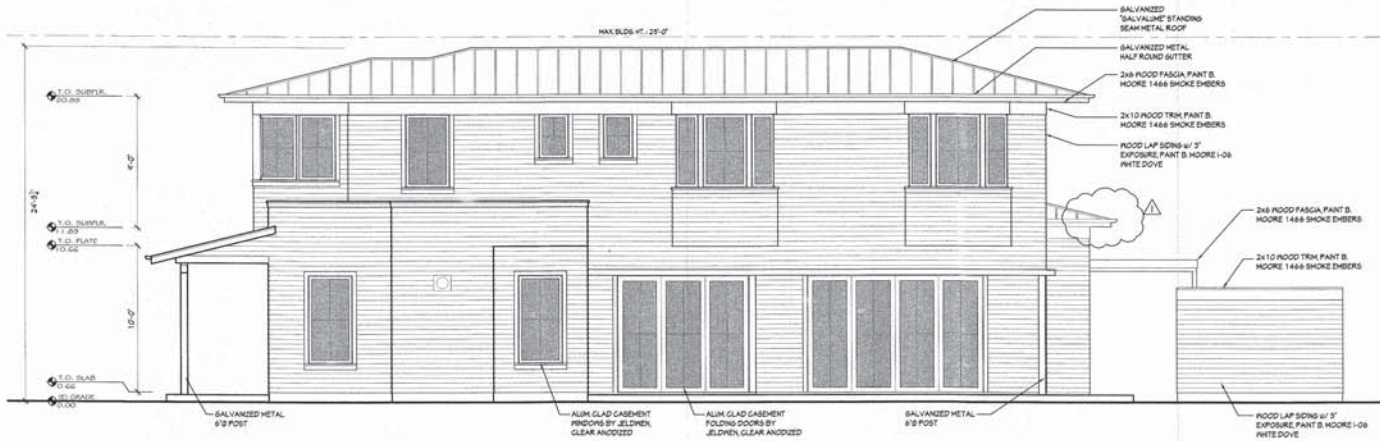 MAX BLDG. HT.: 25'-0"
GALVANIZED
"GALVALUME" STANDING
SEAM METAL ROOF
GALVANIZED METAL
HALF ROUND GUTTER
2x6 WOOD FASCIA, PAINT B.
MOORE 1466 SMOKE EMBERS
2x10 WOOD TRIM, PAINT B.
MOORE 1466 SMOKE EMBERS
WOOD LAP SIDING w/ 5"
EXPOSURE, PAINT B. MOORE I-06
WHITE DOVE
T.O. SUBFLR.
20.89
9'-0"
T.O. SUBFLR.
11.89
T.O. PLATE
10.66
10'-0"
T.O. SLAB
0.66
(E) GRADE
0.00
1
2x6 WOOD FASCIA, PAINT B.
MOORE 1466 SMOKE EMBERS
2x10 WOOD TRIM, PAINT B.
MOORE 1466 SMOKE EMBERS
GALVANIZED METAL
6"Ø POST
ALUM. CLAD CASEMENT
WINDOWS BY JELDWEN,
CLEAR ANODIZED
ALUM. CLAD CASEMENT
FOLDING DOORS BY
JELDWEN, CLEAR ANODIZED
GALVANIZED METAL
6"Ø POST
WOOD LAP SIDING w/ 5"
EXPOSURE, PAINT B. MOORE I-06
WHITE DOVE